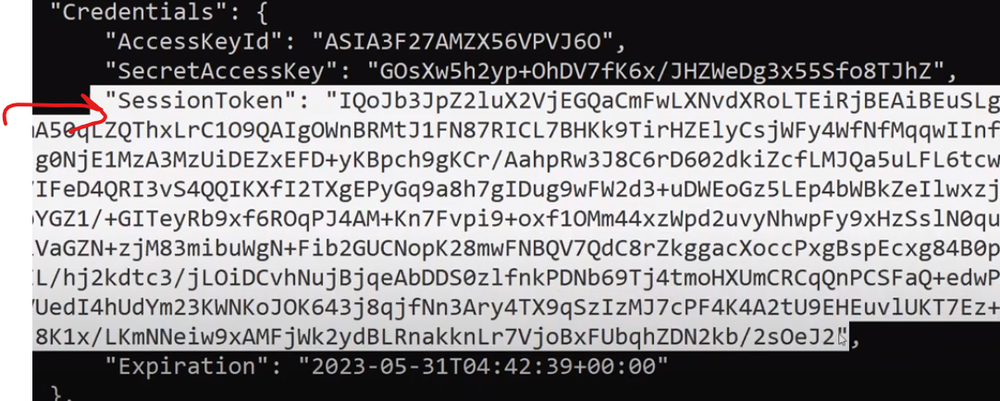 "Credentials": {
"AccessKeyId": "ASIA3F27AMZX56VPVJ6O",
"SecretAccessKey": "GOsXw5h2yp+OhDV7fK6x/JHZWeDg3x55Sfo8TJhZ",
"SessionToken": "IQoJb3JpZ2luX2VjEGQaCmFwLXNvdXRoLTEiRjBEAiBEuSLg
A50qLZQThxLrC1O9QAIgOWnBRMtJ1FN87RICL7BHKk9TirHZElyCsjWFy4WfNfMqqwIInf
g0NjE1MzA3MzUiDEZxEFD+yKBpch9gKCr/AahpRw3J8C6rD602dkiZcfLMJQa5uLFL6tcw
IFeD4QRI3vS4QQIKXfI2TXgEPyGq9a8h7gIDug9wFW2d3+uDWEoGz5LEp4bWBkZeIlwxzj
YGZ1/+GITeyRb9xf6ROqPJ4AM+Kn7Fvpi9+oxf1OMm44xzWpd2uvyNhwpFy9xHzSslN0qu
VaGZN+zjM83mibuWgN+Fib2GUCNopK28mwFNBQV7QdC8rZkggacXoccPxgBspEcxg84B0p
L/hj2kdtc3/jLOiDCvhNujBjqeAbDDS0zlfnkPDNb69Tj4tmoHXUmCRCqQnPCSFaQ+edwP
UedI4hUdYm23KWNKoJOK643j8qjfNn3Ary4TX9qSzIzMJ7cPF4K4A2tU9EHEuvlUKT7Ez+
8K1x/LKmNNeiw9xAMFjWk2ydBLRnakknLr7VjoBxFUbqhZDN2kb/2sOeJ2",
"Expiration": "2023-05-31T04:42:39+00:00"
},